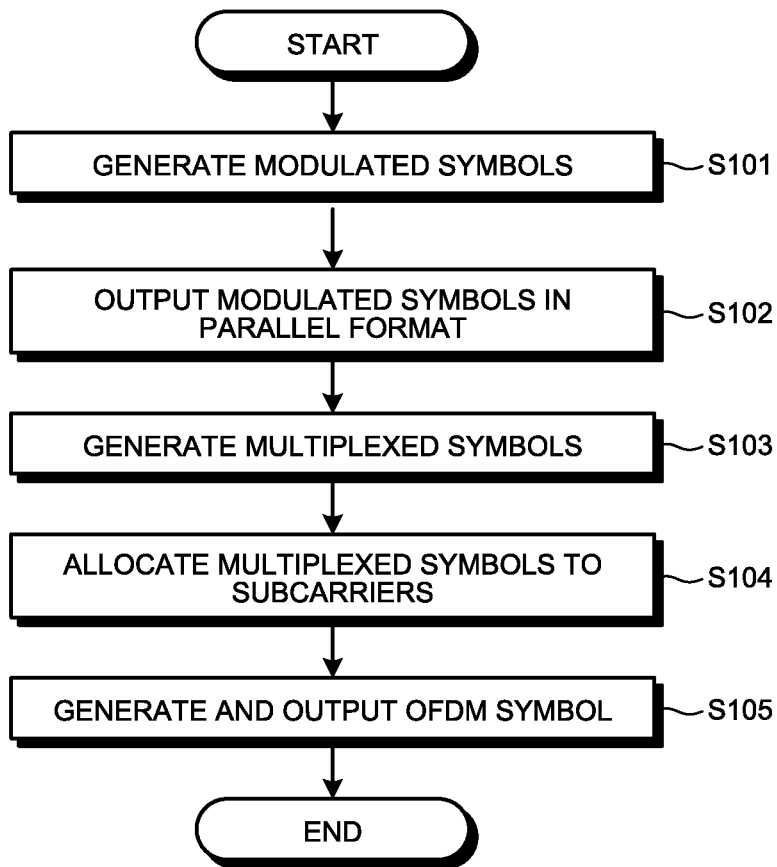 START
GENERATE MODULATED SYMBOLS
S101
OUTPUT MODULATED SYMBOLS IN
PARALLEL FORMAT
S102
GENERATE MULTIPLEXED SYMBOLS
S103
ALLOCATE MULTIPLEXED SYMBOLS TO
SUBCARRIERS
S104
GENERATE AND OUTPUT OFDM SYMBOL
S105
END